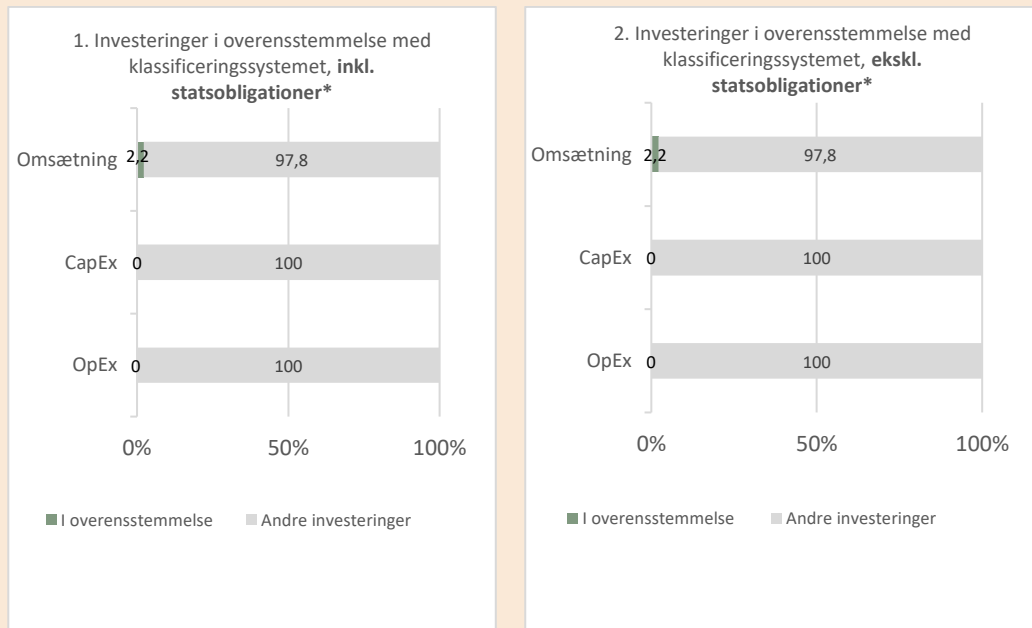 1. Investeringer i overensstemmelse med
klassificeringssystemet, inkl.
statsobligationer*
Omsætning 2,2 97,8
CapEx 0 100
OpEx 0 100
0% 50% 100%
I overensstemmelse Andre investeringer
2. Investeringer i overensstemmelse med
klassificeringssystemet, ekskl.
statsobligationer*
Omsætning 2,2 97,8
CapEx 0 100
OpEx 0 100
0% 50% 100%
I overensstemmelse Andre investeringer